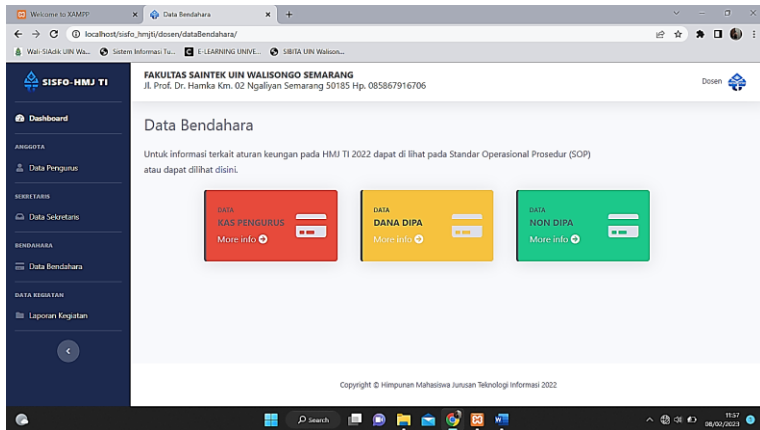 Welcome to XAMPP
Data Bendahara
localhost/sisfo_hmjti/dosen/dataBendahara/
Wali-SIAdik UIN Wa...
Sistem Informasi Tu...
E-LEARNING UNIVE...
SIBITA UIN Walison...
SISFO-HMJ TI
FAKULTAS SAINTEK UIN WALISONGO SEMARANG
Jl. Prof. Dr. Hamka Km. 02 Ngaliyan Semarang 50185 Hp. 085867916706
Dosen
Dashboard
ANGGOTA
Data Pengurus
SEKRETARIS
Data Sekretaris
BENDAHARA
Data Bendahara
DATA KEGIATAN
Laporan Kegiatan
Data Bendahara
Untuk informasi terkait aturan keungan pada HMJ TI 2022 dapat di lihat pada Standar Operasional Prosedur (SOP)
atau dapat dilihat disini.
DATA
KAS PENGURUS
More info
DATA
DANA DIPA
More info
DATA
NON DIPA
More info
Copyright © Himpunan Mahasiswa Jurusan Teknologi Informasi 2022
Search
11:57
08/02/2023